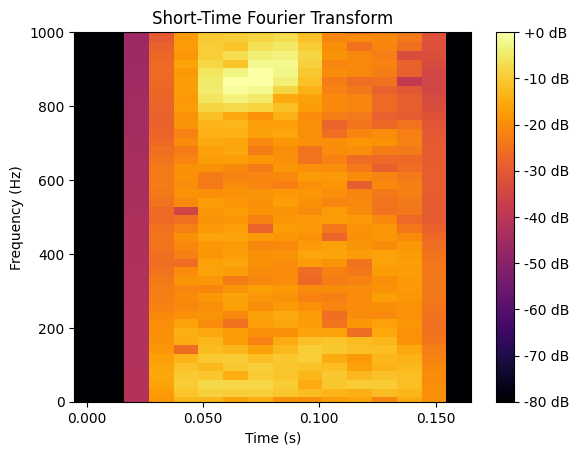 Short-Time Fourier Transform
1000
800
600
400
200
0
Frequency (Hz)
0.000
0.050
0.100
0.150
Time (s)
+0 dB
-10 dB
-20 dB
-30 dB
-40 dB
-50 dB
-60 dB
-70 dB
-80 dB